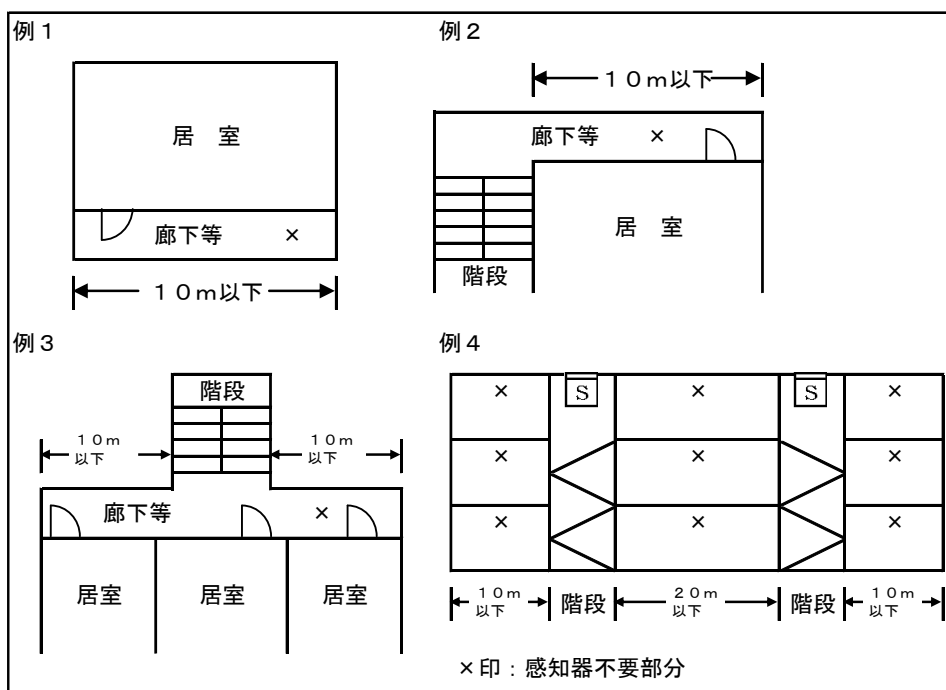 例１
居　室
廊下等　×
１０ｍ以下
例２
１０ｍ以下
廊下等　×
居　室
階段
例３
階段
１０ｍ
以下
１０ｍ
以下
廊下等　×
居室　居室　居室
例４
×　S　×　S　×
×　×　×
×　×　×
１０ｍ
以下
階段
２０ｍ
以下
階段
１０ｍ
以下
×印：感知器不要部分